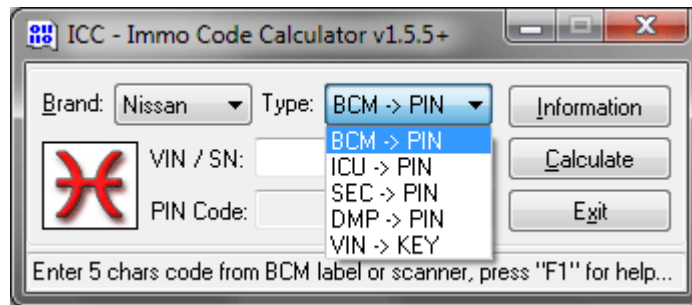 ICC - Immo Code Calculator v1.5.5+
Brand: Nissan Type: BCM -> PIN Information
BCM -> PIN
VIN / SN: ICU -> PIN Calculate
SEC -> PIN
PIN Code: DMP -> PIN Exit
VIN -> KEY
Enter 5 chars code from BCM label or scanner, press "F1" for help...